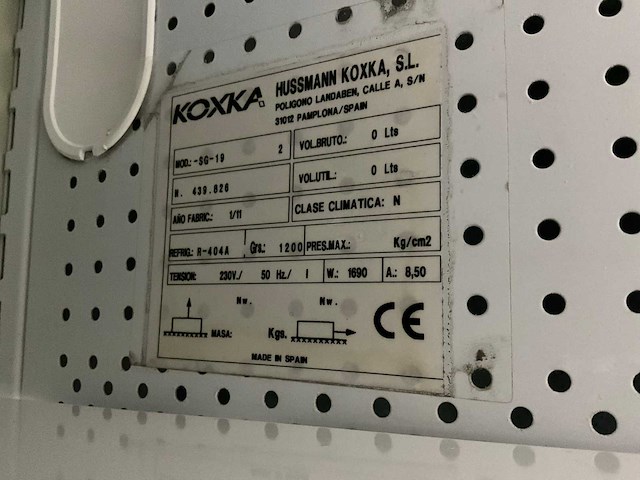 KOXKA HUSSMANN KOXKA, S.L.
POLIGONO LANDABEN, CALLE A, S/N
31012 PAMPLONA/SPAIN
MOD.: -SG-19 2 VOL.BRUTO.: 0 Lts
N. 439.826 VOL.UTIL.: 0 Lts
AÑO FABRIC.: 1/11 CLASE CLIMATICA: N
REFRIG.: R-404A Grs.: 1200 PRES.MAX.: Kg/cm2
TENSION: 230V./ 50 Hz./ I W.: 1690 A.: 8,50
Nw. Nw.
MASA: Kgs. CE
MADE IN SPAIN